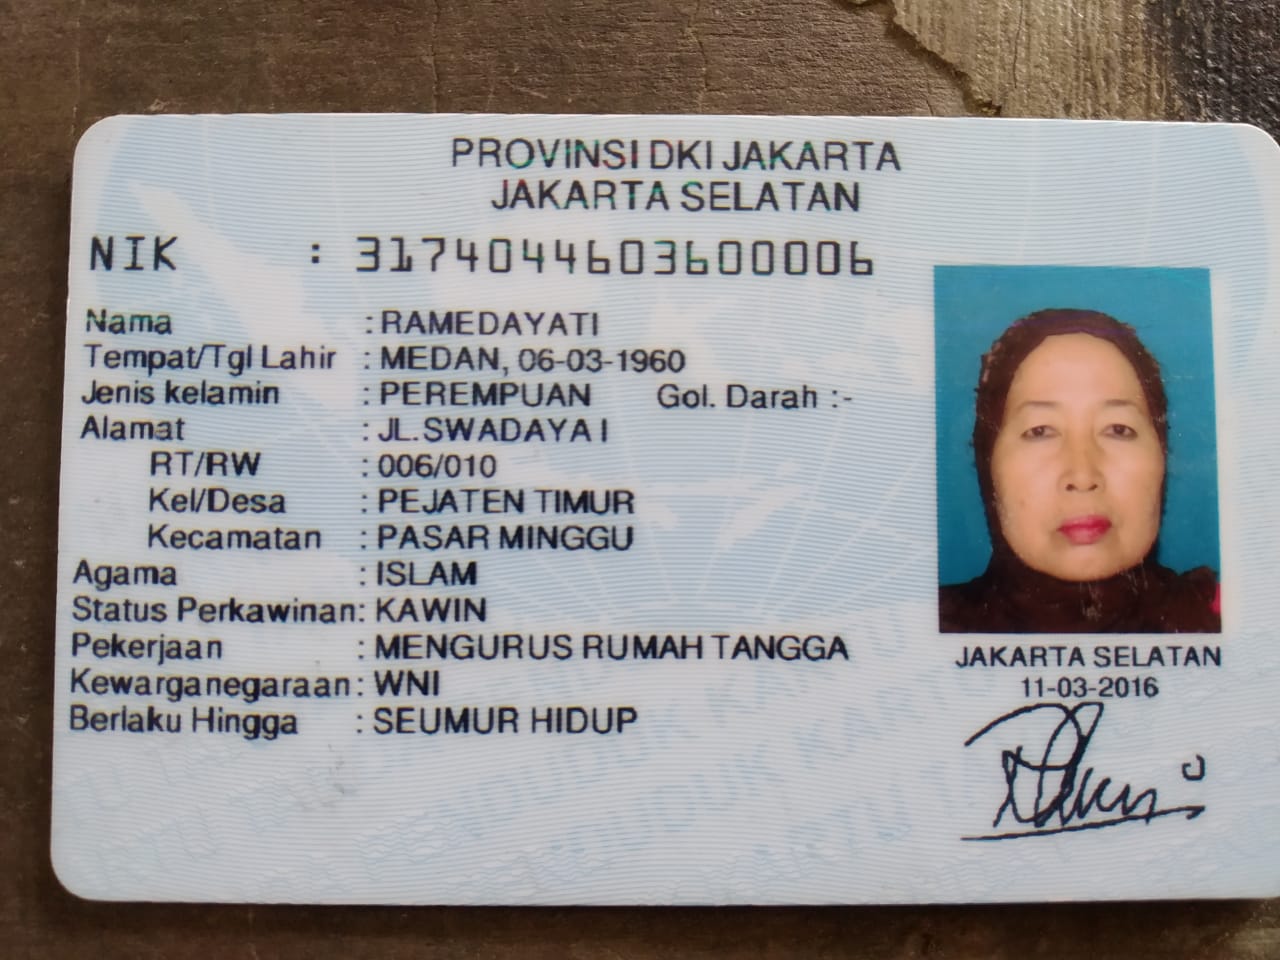 PROVINSI DKI JAKARTA
JAKARTA SELATAN
NIK : 3174044603600006
Nama : RAMEDAYATI
Tempat/Tgl Lahir : MEDAN, 06-03-1960
Jenis kelamin : PEREMPUAN Gol. Darah :-
Alamat : JL.SWADAYA I
RT/RW : 006/010
Kel/Desa : PEJATEN TIMUR
Kecamatan : PASAR MINGGU
Agama : ISLAM
Status Perkawinan: KAWIN
Pekerjaan : MENGURUS RUMAH TANGGA
Kewarganegaraan: WNI
Berlaku Hingga : SEUMUR HIDUP
JAKARTA SELATAN
11-03-2016